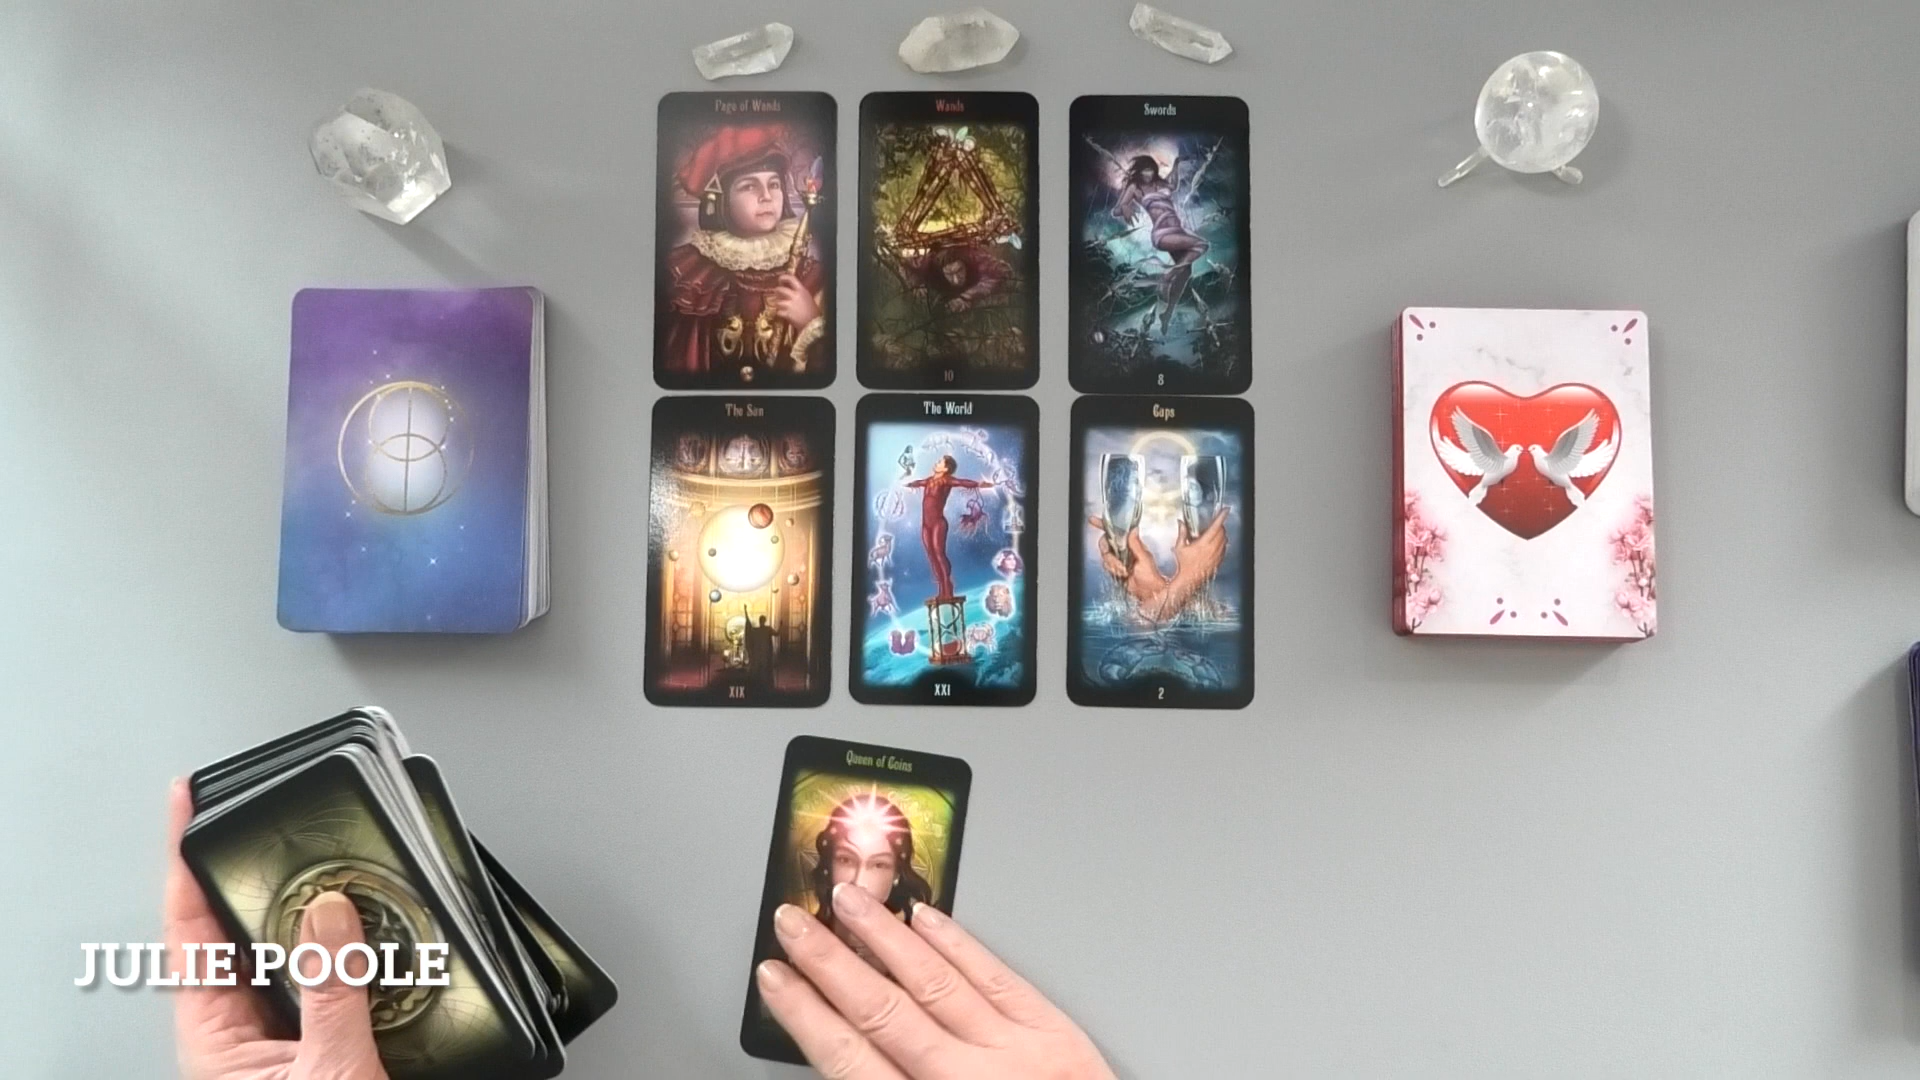 Page of Wands
Wands
Swords
10
8
The Sun
The World
Cups
XIX
XXI
2
Queen of Coins
JULIE POOLE